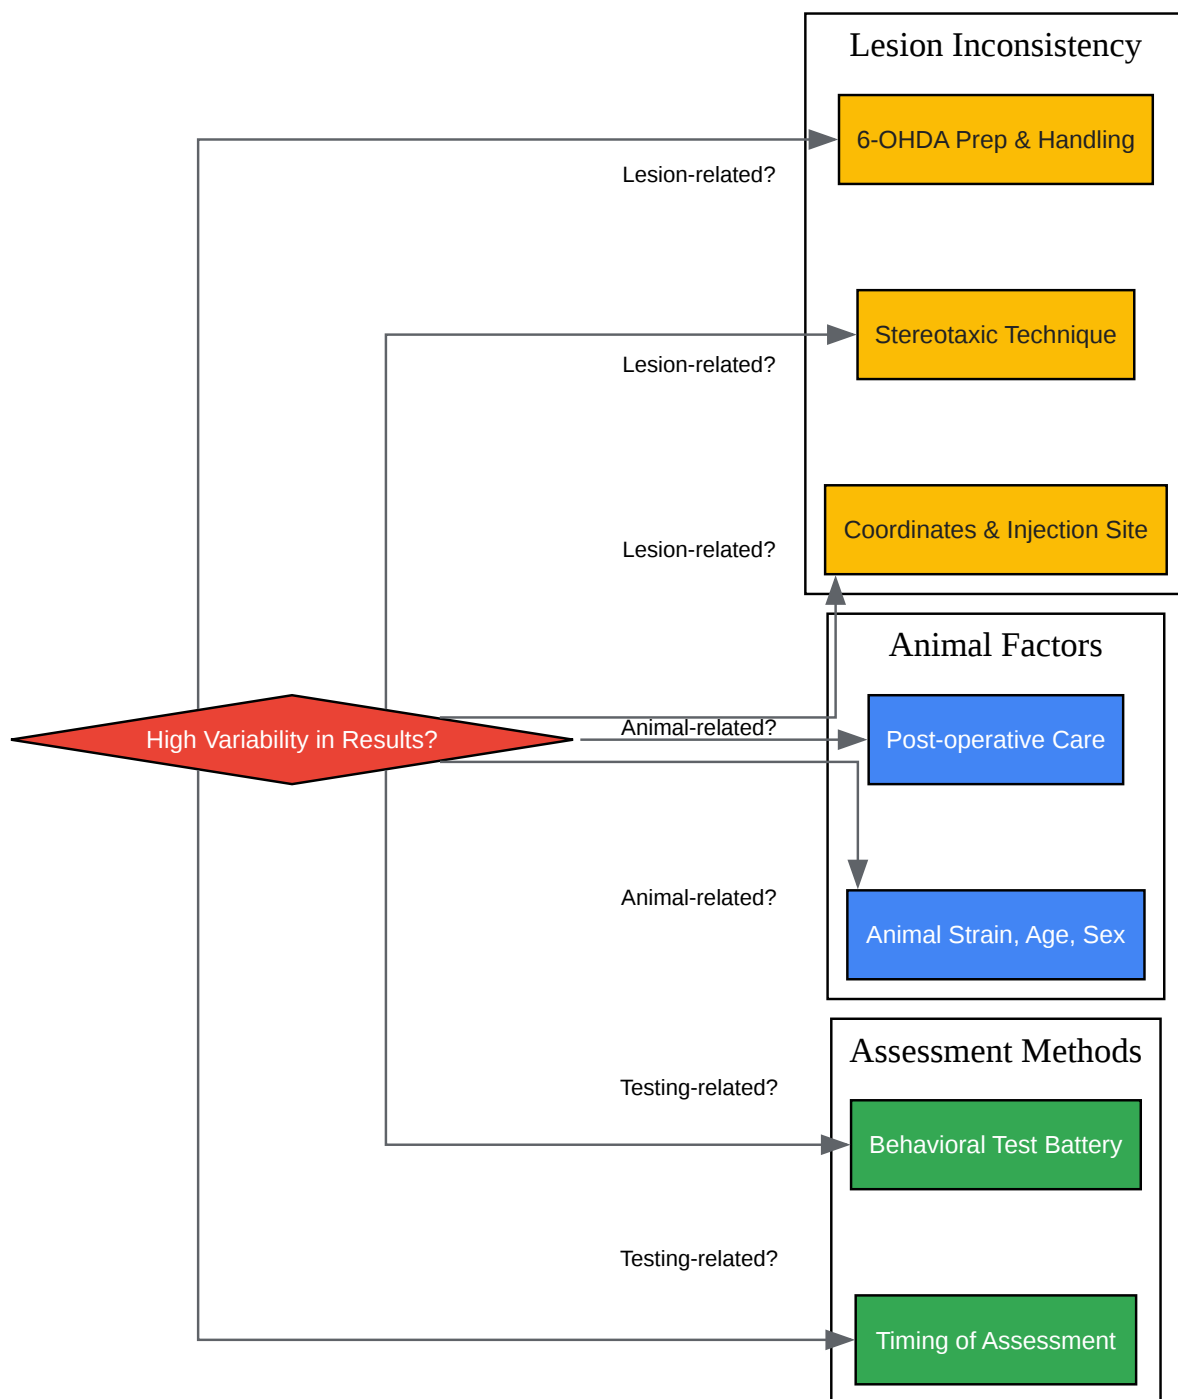 Lesion Inconsistency
6-OHDA Prep & Handling
Lesion-related?
Stereotaxic Technique
Lesion-related?
Coordinates & Injection Site
Lesion-related?
Animal Factors
High Variability in Results?
Animal-related?
Post-operative Care
Animal-related?
Animal Strain, Age, Sex
Assessment Methods
Testing-related?
Behavioral Test Battery
Testing-related?
Timing of Assessment